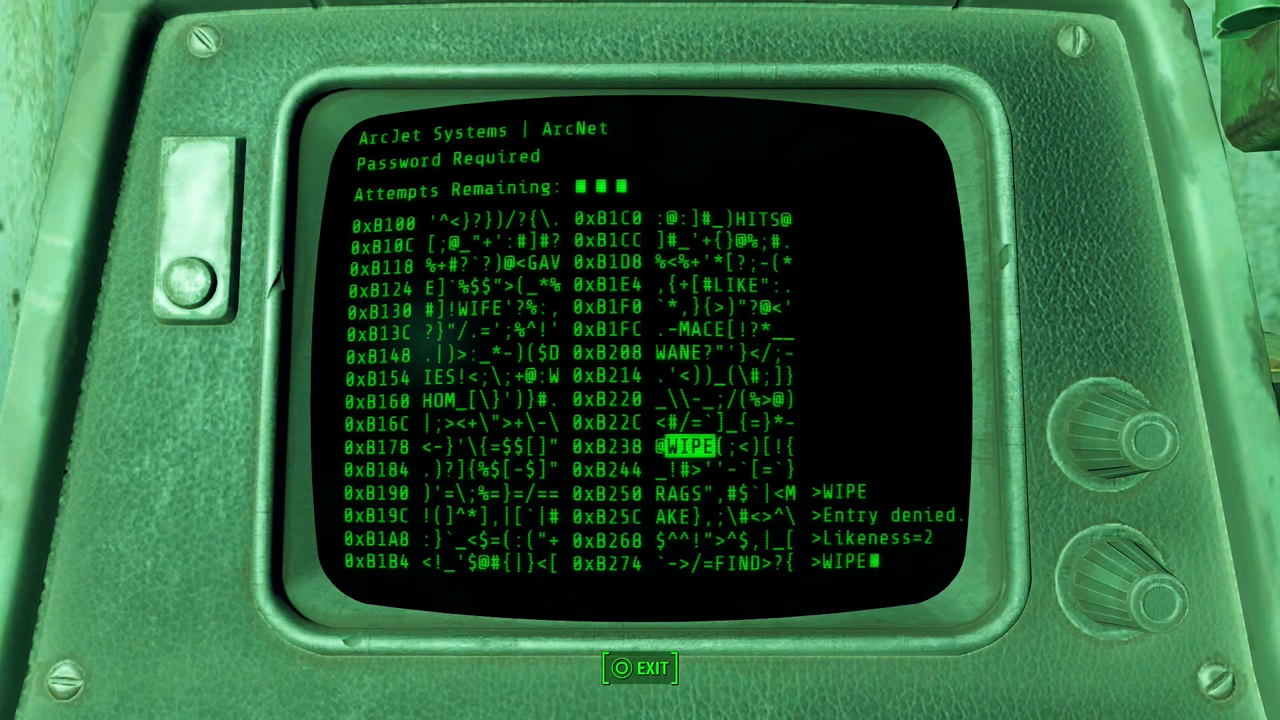 ArcJet Systems | ArcNet
Password Required
Attempts Remaining: ■ ■ ■
0xB100 '^<}?})/?{\. 0xB1C0 :@:]#_)HITS@
0xB10C [;@_"+':#]#? 0xB1CC ]#_'+{}@%;#.
0xB118 %+#?`?)@<GAV 0xB1D8 %<%+'*[?;-(*
0xB124 E]`%$$">(_*% 0xB1E4 ,{+[#LIKE":.
0xB130 #]!WIFE'?%:, 0xB1F0 `*,}{>)"?@<'
0xB13C ?}"/.=';%^!' 0xB1FC .-MACE[!?*__
0xB148 .|)>:_*-)($D 0xB208 WANE?"'}</;-
0xB154 IES!<;\;+@:W 0xB214 .'<))_(\#;]}
0xB160 HOM_[\}')}#. 0xB220 _\\-_;/(%>@)
0xB16C |;><+\">+\-\ 0xB22C <#/=`]_{=}*-
0xB178 <-}'\{=$$[]" 0xB238 @WIPE(;<)[!{
0xB184 .)?]{%$[-$]" 0xB244 _!#>''-`[=`}
0xB190 )'=\;%=}=/== 0xB250 RAGS",#$`|<M >WIPE
0xB19C !(]^*],|[`|# 0xB25C AKE},;\#<>^\ >Entry denied.
0xB1A8 :}`_<$=(:("+ 0xB268 $^^!">^$,|_[ >Likeness=2
0xB1B4 <!_'$@#{|}<[ 0xB274 `->/=FIND>?{ >WIPE■
EXIT